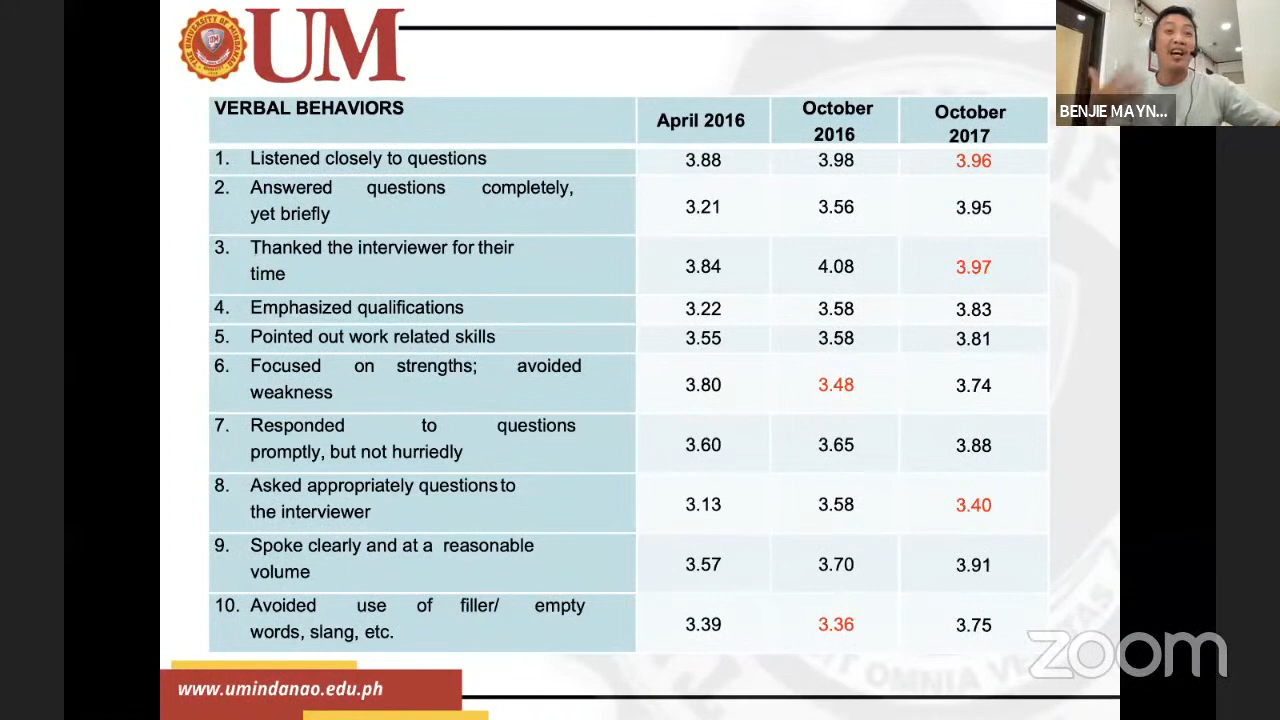 UM
BENJIE MAYN...
VERBAL BEHAVIORS
April 2016
October
2016
October
2017
1. Listened closely to questions 3.88 3.98 3.96
2. Answered questions completely,
yet briefly
3.21 3.56 3.95
3. Thanked the interviewer for their
time
3.84 4.08 3.97
4. Emphasized qualifications 3.22 3.58 3.83
5. Pointed out work related skills 3.55 3.58 3.81
6. Focused on strengths; avoided
weakness
3.80 3.48 3.74
7. Responded to questions
promptly, but not hurriedly
3.60 3.65 3.88
8. Asked appropriately questions to
the interviewer
3.13 3.58 3.40
9. Spoke clearly and at a reasonable
volume
3.57 3.70 3.91
10. Avoided use of filler/ empty
words, slang, etc.
3.39 3.36 3.75
zoom
www.umindanao.edu.ph